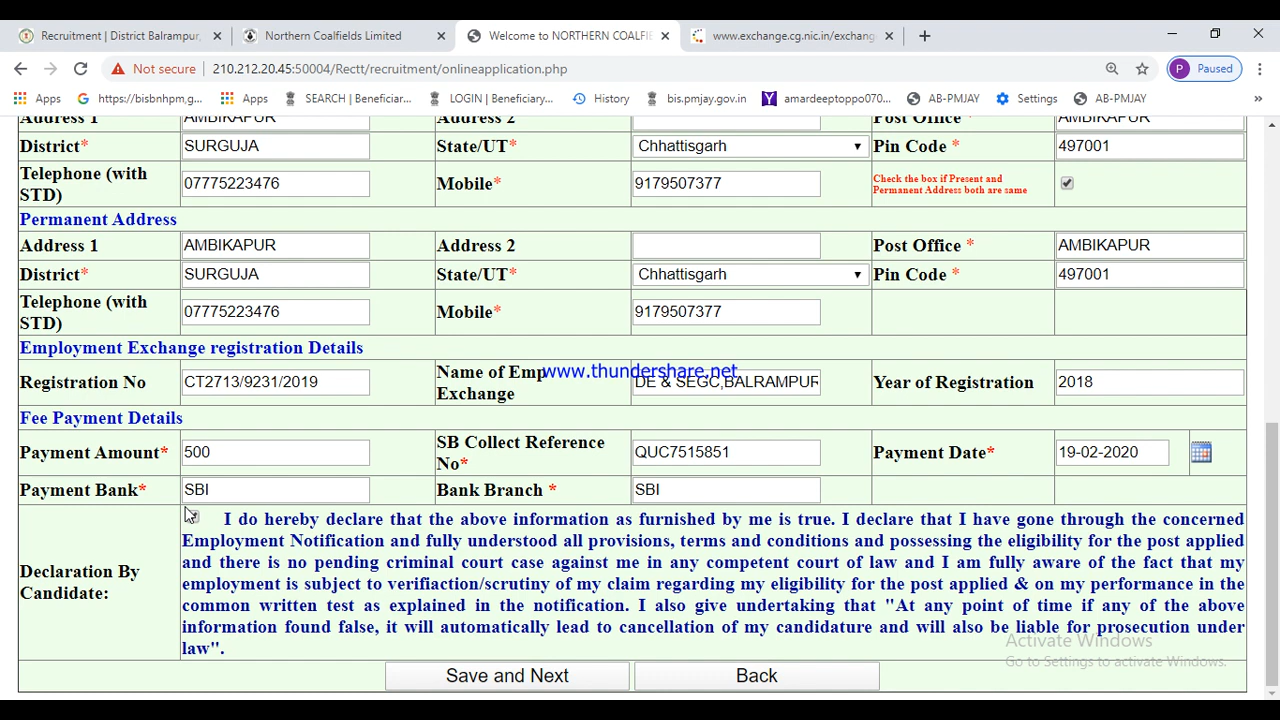 Recruitment | District Balrampur, Northern Coalfields Limited Welcome to NORTHERN COALFIE www.exchange.cg.nic.in/exchang
Not secure 210.212.20.45:50004/Rectt/recruitment/onlineapplication.php P Paused
Apps https://bisbnhpm,g... Apps SEARCH | Beneficiar... LOGIN | Beneficiary... History bis.pmjay.gov.in amardeeptoppo070... AB-PMJAY Settings AB-PMJAY »
Address 1 AMBIKAPUR Address 2 Post Office * AMBIKAPUR
District* SURGUJA State/UT* Chhattisgarh Pin Code * 497001
Telephone (with STD) 07775223476 Mobile* 9179507377 Check the box if Present and Permanent Address both are same
Permanent Address
Address 1 AMBIKAPUR Address 2 Post Office * AMBIKAPUR
District* SURGUJA State/UT* Chhattisgarh Pin Code * 497001
Telephone (with STD) 07775223476 Mobile* 9179507377
Employment Exchange registration Details
www.thundershare.net
Registration No CT2713/9231/2019 Name of Emp Exchange DE & SEGC,BALRAMPUR Year of Registration 2018
Fee Payment Details
Payment Amount* 500 SB Collect Reference No* QUC7515851 Payment Date* 19-02-2020
Payment Bank* SBI Bank Branch * SBI
Declaration By Candidate:
I do hereby declare that the above information as furnished by me is true. I declare that I have gone through the concerned
Employment Notification and fully understood all provisions, terms and conditions and possessing the eligibility for the post applied
and there is no pending criminal court case against me in any competent court of law and I am fully aware of the fact that my
employment is subject to verifiaction/scrutiny of my claim regarding my eligibility for the post applied & on my performance in the
common written test as explained in the notification. I also give undertaking that "At any point of time if any of the above
information found false, it will automatically lead to cancellation of my candidature and will also be liable for prosecution under
law".
Activate Windows
Go to Settings to activate Windows.
Save and Next Back